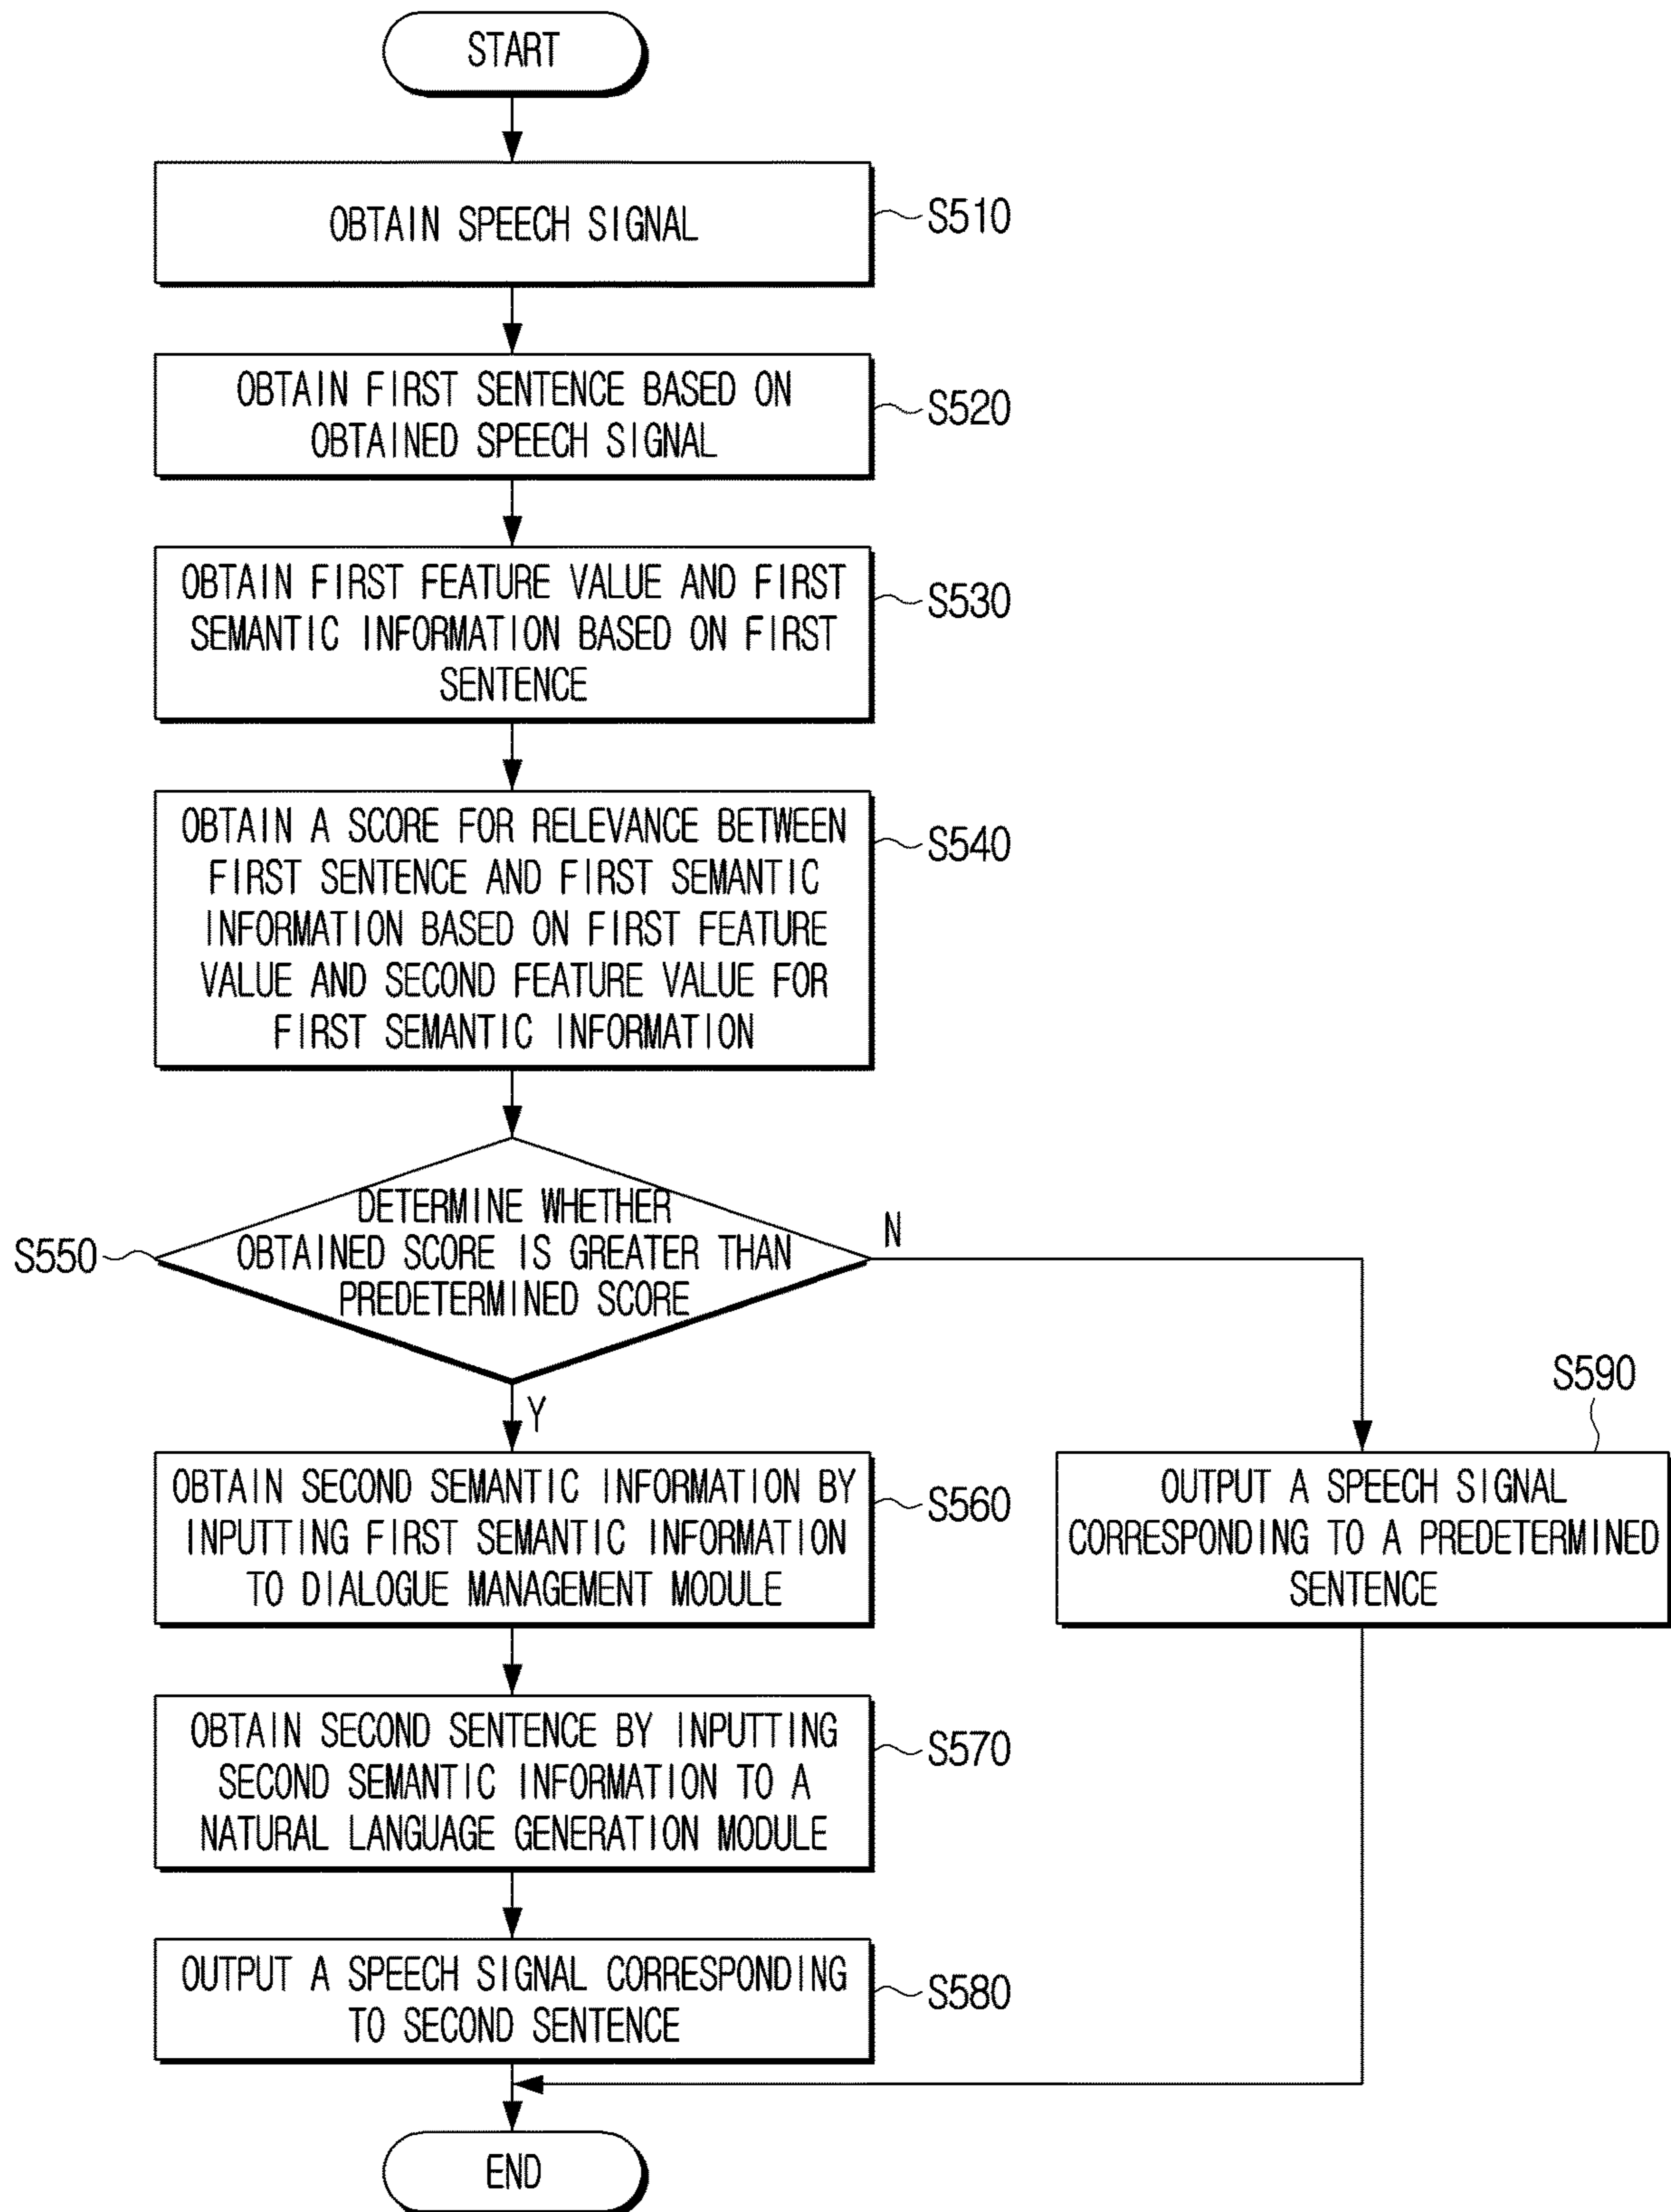 START
OBTAIN SPEECH SIGNAL
S510
OBTAIN FIRST SENTENCE BASED ON
OBTAINED SPEECH SIGNAL
S520
OBTAIN FIRST FEATURE VALUE AND FIRST
SEMANTIC INFORMATION BASED ON FIRST
SENTENCE
S530
OBTAIN A SCORE FOR RELEVANCE BETWEEN
FIRST SENTENCE AND FIRST SEMANTIC
INFORMATION BASED ON FIRST FEATURE
VALUE AND SECOND FEATURE VALUE FOR
FIRST SEMANTIC INFORMATION
S540
DETERMINE WHETHER
OBTAINED SCORE IS GREATER THAN
PREDETERMINED SCORE
S550
N
Y
OBTAIN SECOND SEMANTIC INFORMATION BY
INPUTTING FIRST SEMANTIC INFORMATION
TO DIALOGUE MANAGEMENT MODULE
S560
S590
OUTPUT A SPEECH SIGNAL
CORRESPONDING TO A PREDETERMINED
SENTENCE
OBTAIN SECOND SENTENCE BY INPUTTING
SECOND SEMANTIC INFORMATION TO A
NATURAL LANGUAGE GENERATION MODULE
S570
OUTPUT A SPEECH SIGNAL CORRESPONDING
TO SECOND SENTENCE
S580
END